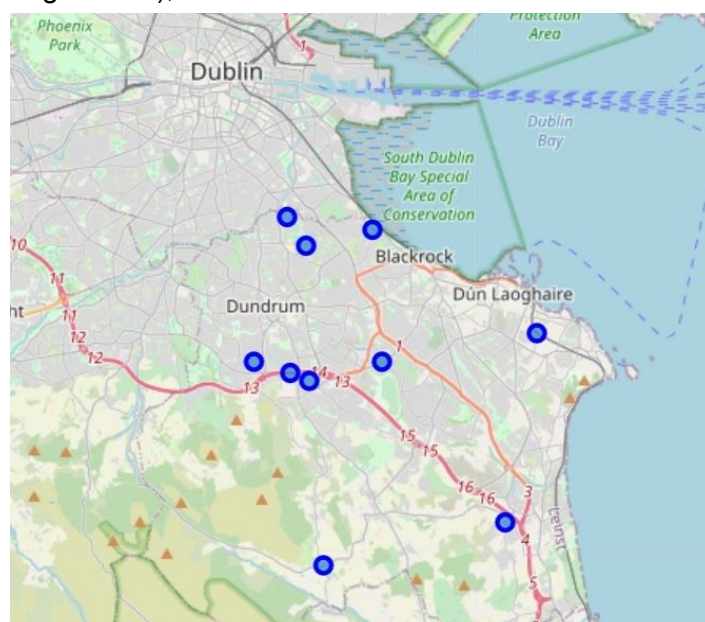 Phoenix
Park
1
Protection
Area
Dublin
Dublin
Bay
South Dublin
Bay Special
Area of
Conservation
10
Blackrock
11
Dún Laoghaire
ht
11
Dundrum
12
12
1
14
13
13
15
15
16
16
3
4
Leinst
5